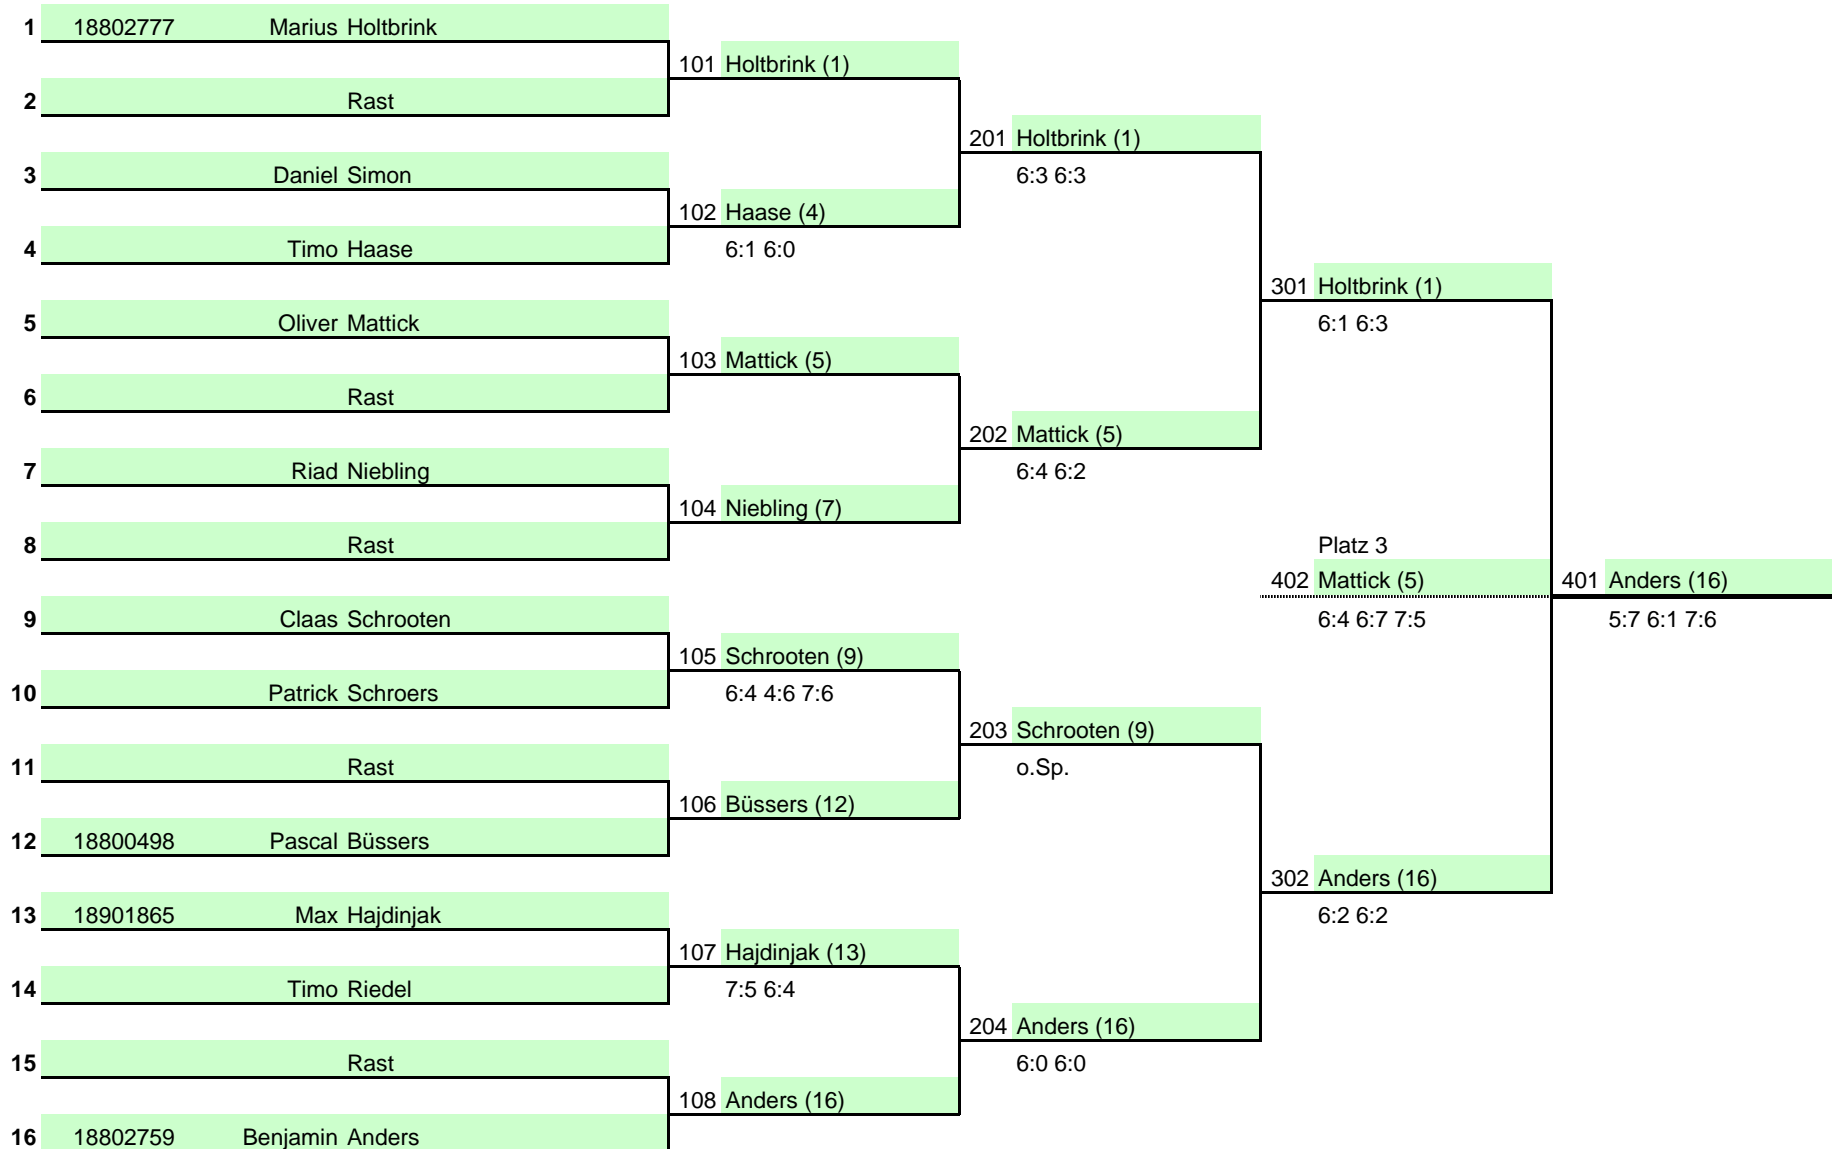 1 18802777 Marius Holtbrink
101 Holtbrink (1)
2 Rast
201 Holtbrink (1)
3 Daniel Simon
6:3 6:3
102 Haase (4)
4 Timo Haase
6:1 6:0
301 Holtbrink (1)
5 Oliver Mattick
6:1 6:3
103 Mattick (5)
6 Rast
202 Mattick (5)
7 Riad Niebling
6:4 6:2
104 Niebling (7)
8 Rast
Platz 3
402 Mattick (5)
401 Anders (16)
9 Claas Schrooten
6:4 6:7 7:5
5:7 6:1 7:6
105 Schrooten (9)
10 Patrick Schroers
6:4 4:6 7:6
203 Schrooten (9)
11 Rast
o.Sp.
106 Büssers (12)
12 18800498 Pascal Büssers
302 Anders (16)
13 18901865 Max Hajdinjak
6:2 6:2
107 Hajdinjak (13)
14 Timo Riedel
7:5 6:4
204 Anders (16)
15 Rast
6:0 6:0
108 Anders (16)
16 18802759 Benjamin Anders